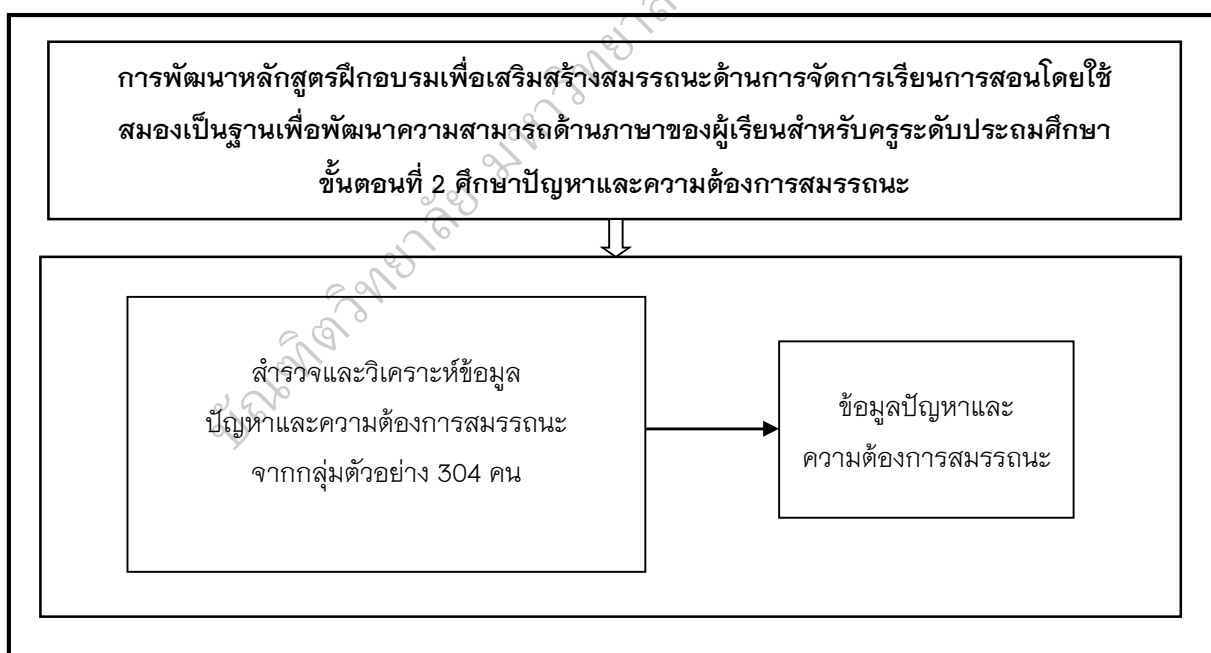 การพัฒนาหลักสูตรฝึกอบรมเพื่อเสริมสร้างสมรรถนะด้านการจัดการเรียนการสอนโดยใช้
สมองเป็นฐานเพื่อพัฒนาความสามารถด้านภาษาของผู้เรียนสำหรับครูระดับประถมศึกษา
ขั้นตอนที่ 2 ศึกษาปัญหาและความต้องการสมรรถนะ
สำรวจและวิเคราะห์ข้อมูล
ปัญหาและความต้องการสมรรถนะ
จากกลุ่มตัวอย่าง 304 คน
ข้อมูลปัญหาและ
ความต้องการสมรรถนะ
บัณฑิตวิทยาลัย